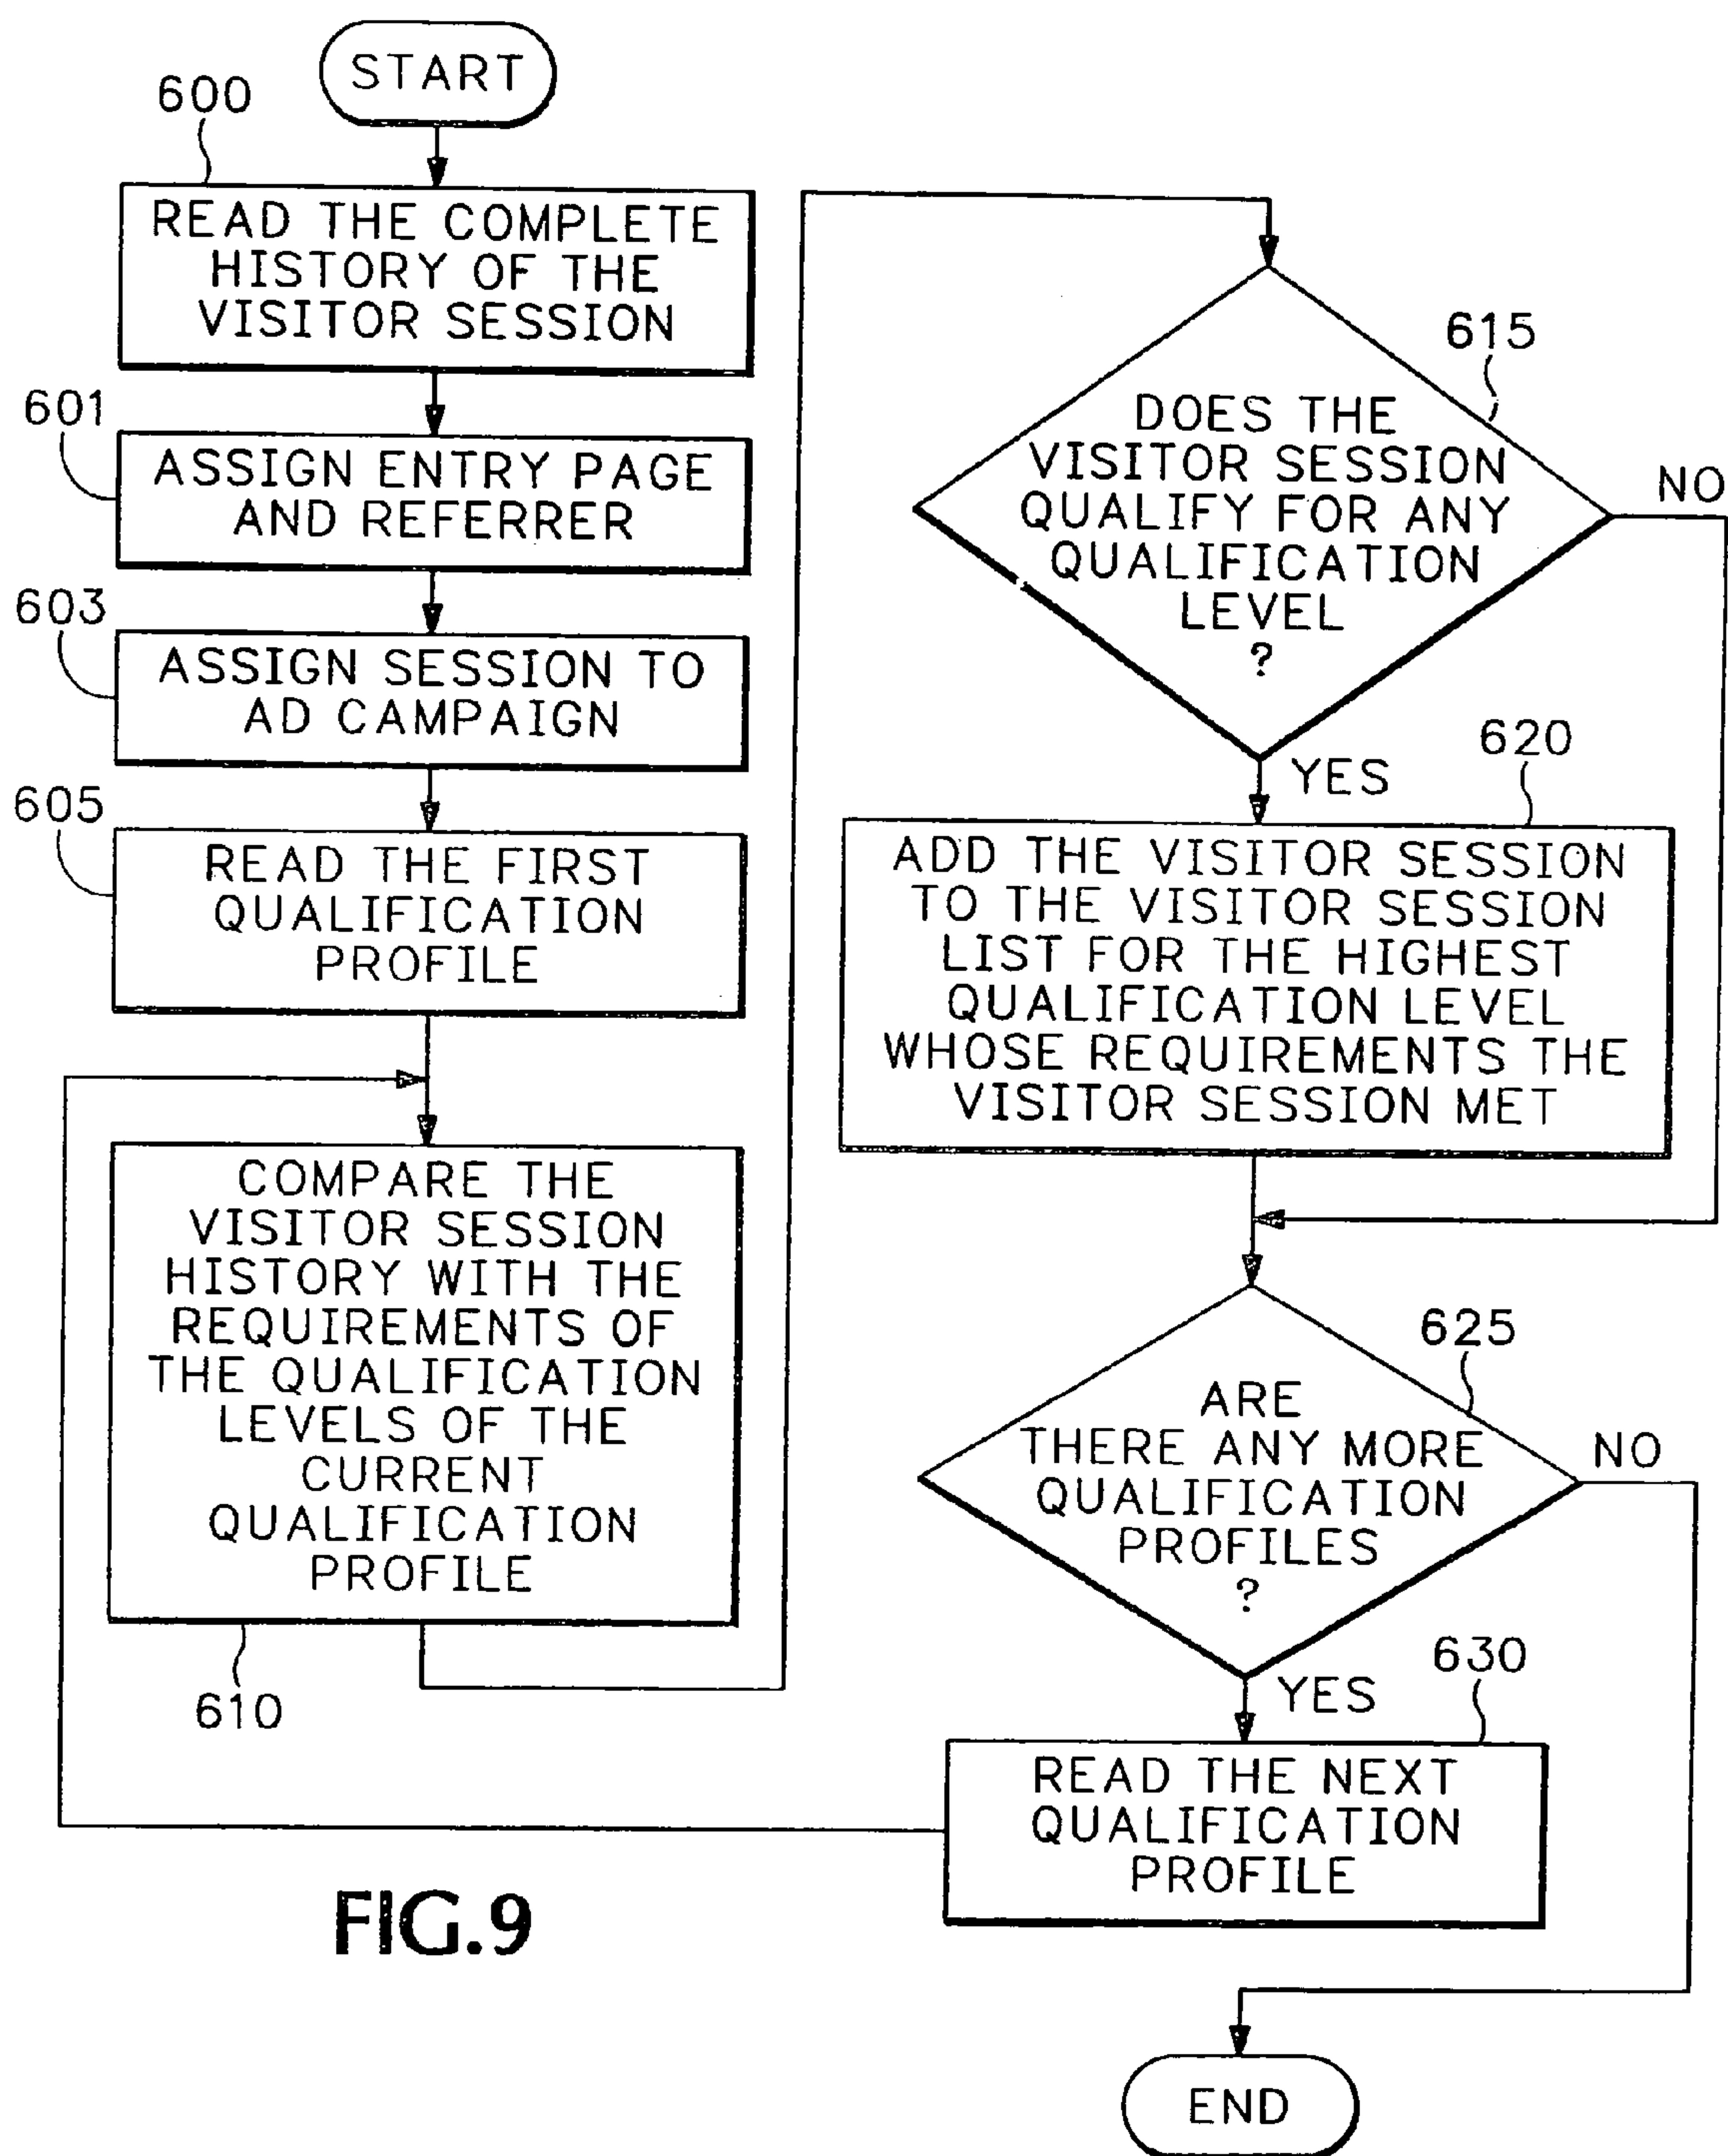 START
600
READ THE COMPLETE
HISTORY OF THE
VISITOR SESSION
601
ASSIGN ENTRY PAGE
AND REFERRER
603
ASSIGN SESSION TO
AD CAMPAIGN
605
READ THE FIRST
QUALIFICATION
PROFILE
COMPARE THE
VISITOR SESSION
HISTORY WITH THE
REQUIREMENTS OF
THE QUALIFICATION
LEVELS OF THE
CURRENT
QUALIFICATION
PROFILE
610
615
DOES THE
VISITOR SESSION
QUALIFY FOR ANY
QUALIFICATION
LEVEL
?
NO
YES
620
ADD THE VISITOR SESSION
TO THE VISITOR SESSION
LIST FOR THE HIGHEST
QUALIFICATION LEVEL
WHOSE REQUIREMENTS THE
VISITOR SESSION MET
625
ARE
THERE ANY MORE
QUALIFICATION
PROFILES
?
NO
YES
630
READ THE NEXT
QUALIFICATION
PROFILE
END
FIG.9